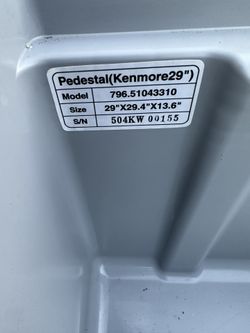 Pedestal(Kenmore29")
Model 796.51043310
Size 29"X29.4"X13.6"
S/N 504KW 00155